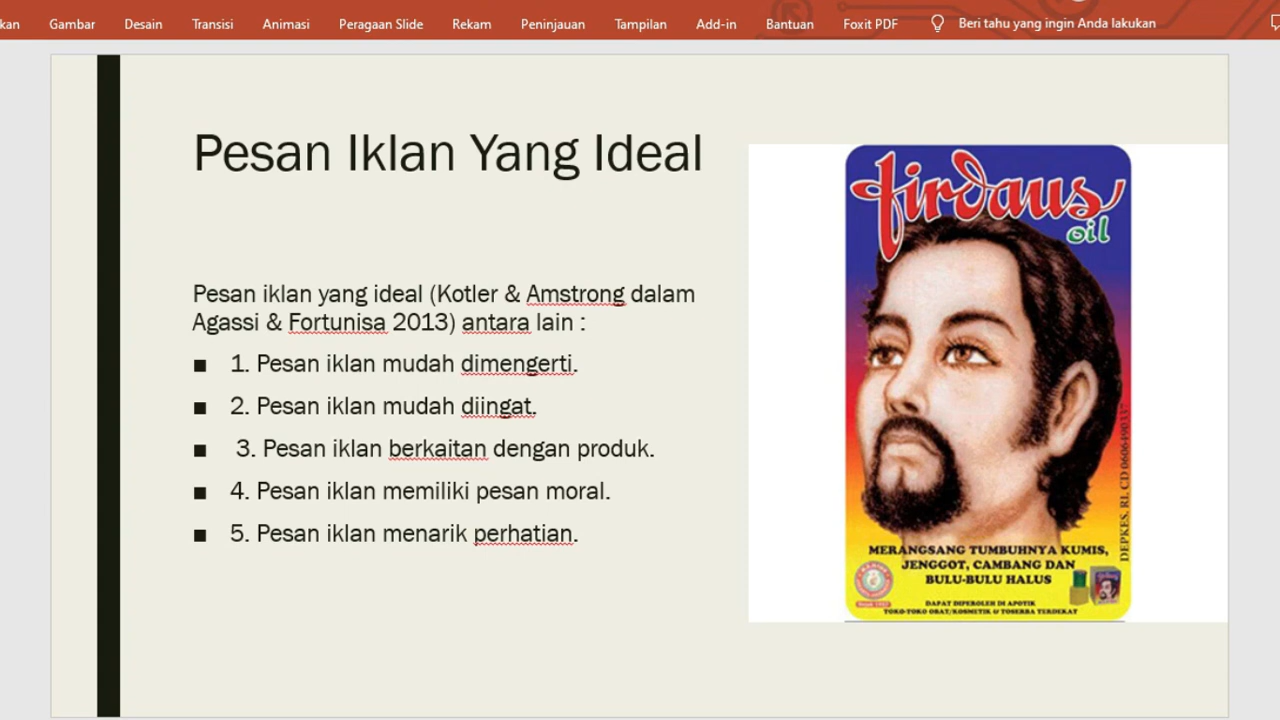 kan Gambar Desain Transisi Animasi Peragaan Slide Rekam Peninjauan Tampilan Add-in Bantuan Foxit PDF Beri tahu yang ingin Anda lakukan
Pesan Iklan Yang Ideal
Pesan iklan yang ideal (Kotler & Amstrong dalam
Agassi & Fortunisa 2013) antara lain :
■ 1. Pesan iklan mudah dimengerti.
■ 2. Pesan iklan mudah diingat.
■ 3. Pesan iklan berkaitan dengan produk.
■ 4. Pesan iklan memiliki pesan moral.
■ 5. Pesan iklan menarik perhatian.
firdaus
oil
DEPKES. RI. CD
MERANGSANG TUMBUHNYA KUMIS,
JENGGOT, CAMBANG DAN
BULU-BULU HALUS
DAPAT DIPEROLEH DI APOTIK
TOKO-TOKO OBAT/KOSMETIK & TOSERBA TERDEKAT